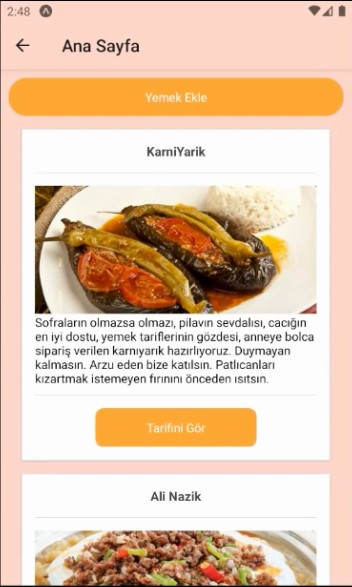 2:48
Ana Sayfa
Yemek Ekle
KarniYarik
Sofraların olmazsa olmazı, pilavın sevdalısı, cacığın
en iyi dostu, yemek tariflerinin gözdesi, anneye bolca
sipariş verilen karnıyarık hazırlıyoruz. Duymayan
kalmasın. Arzu eden bize katılsın. Patlıcanları
kızartmak istemeyen fırınını önceden ısıtsın.
Tarifini Gör
Ali Nazik